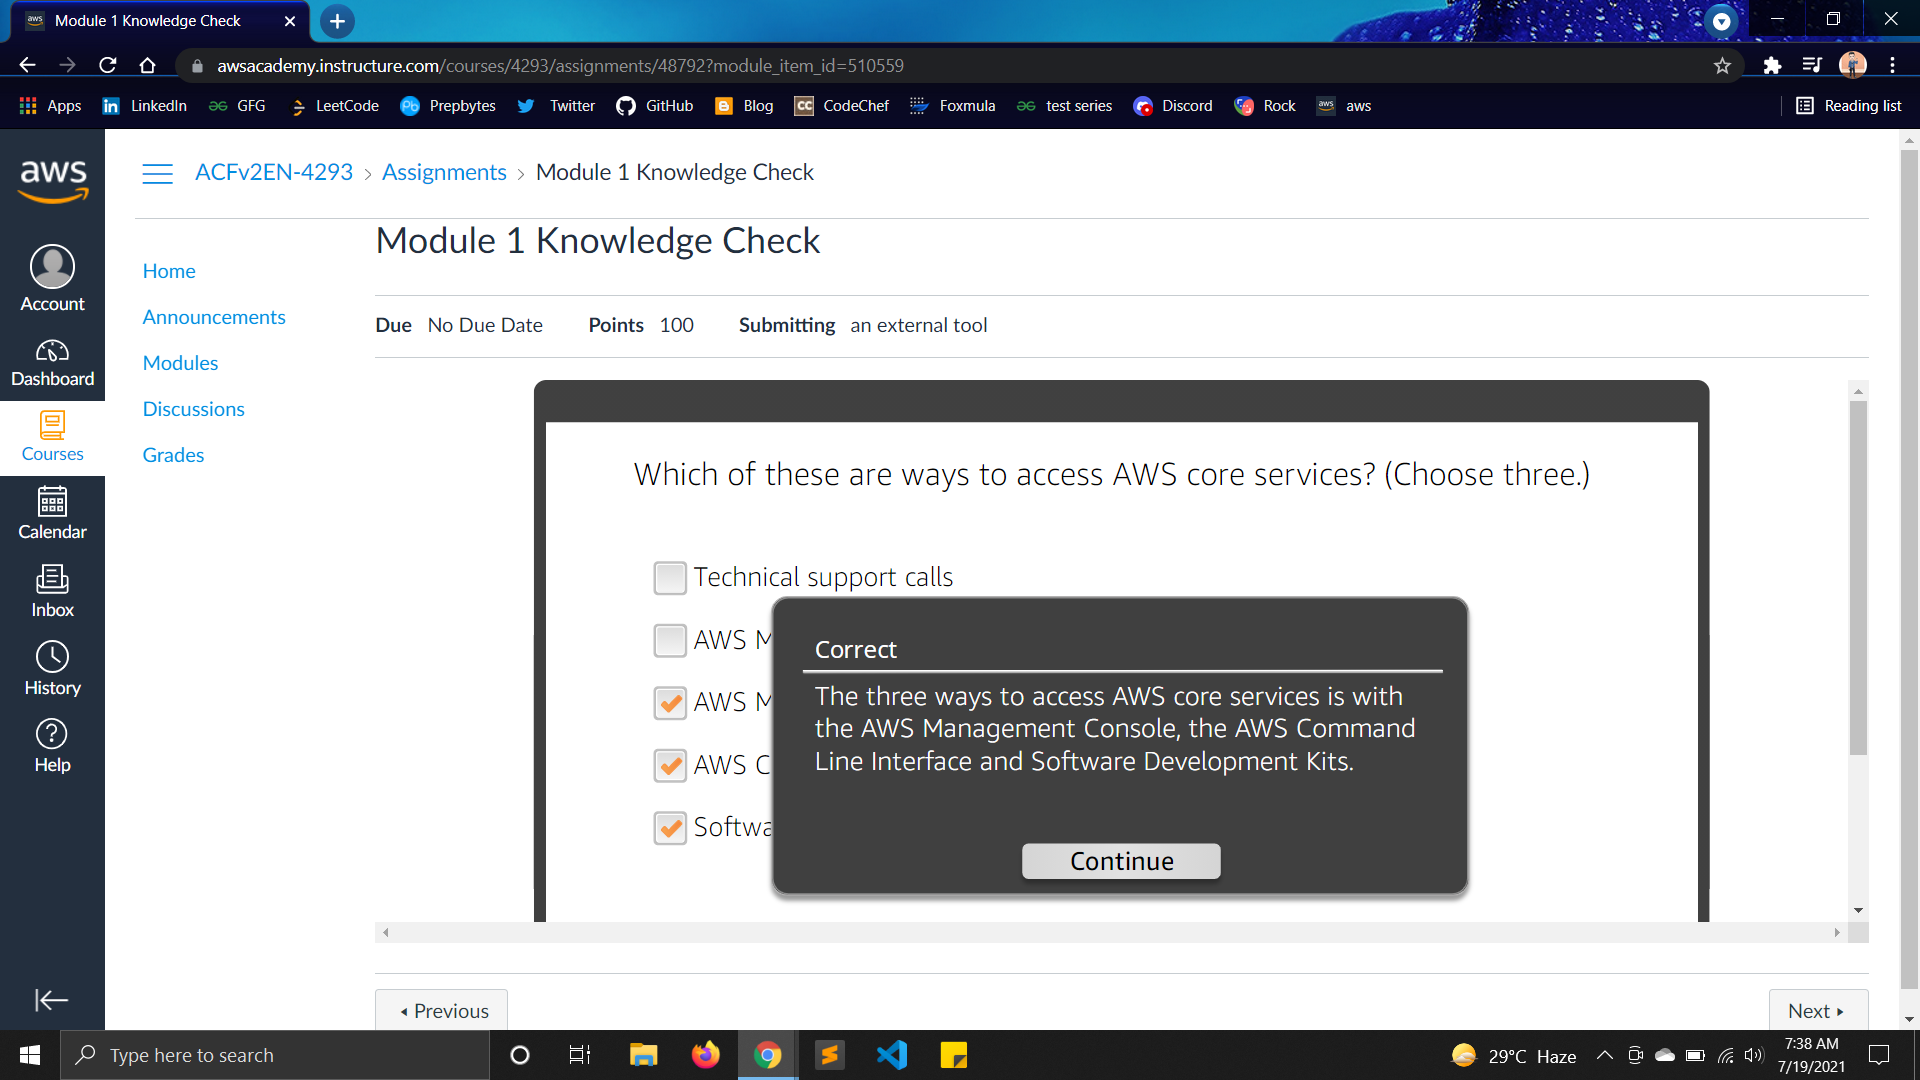 aws Module 1 Knowledge Check
awsacademy.instructure.com/courses/4293/assignments/48792?module_item_id=510559
Apps LinkedIn GFG LeetCode Prepbytes Twitter GitHub Blog CodeChef Foxmula test series Discord Rock aws aws Reading list
aws
Account
Dashboard
Courses
Calendar
Inbox
History
Help
ACFv2EN-4293 > Assignments > Module 1 Knowledge Check
Home
Announcements
Modules
Discussions
Grades
Module 1 Knowledge Check
Due No Due Date Points 100 Submitting an external tool
Which of these are ways to access AWS core services? (Choose three.)
Technical support calls
AWS M
AWS M
AWS C
Softwa
Correct
The three ways to access AWS core services is with
the AWS Management Console, the AWS Command
Line Interface and Software Development Kits.
Continue
Previous
Next
Type here to search
29°C Haze
7:38 AM
7/19/2021